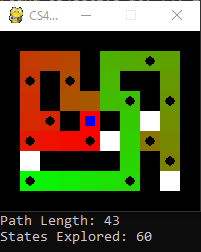 CS4...
Path Length: 43
States Explored: 60